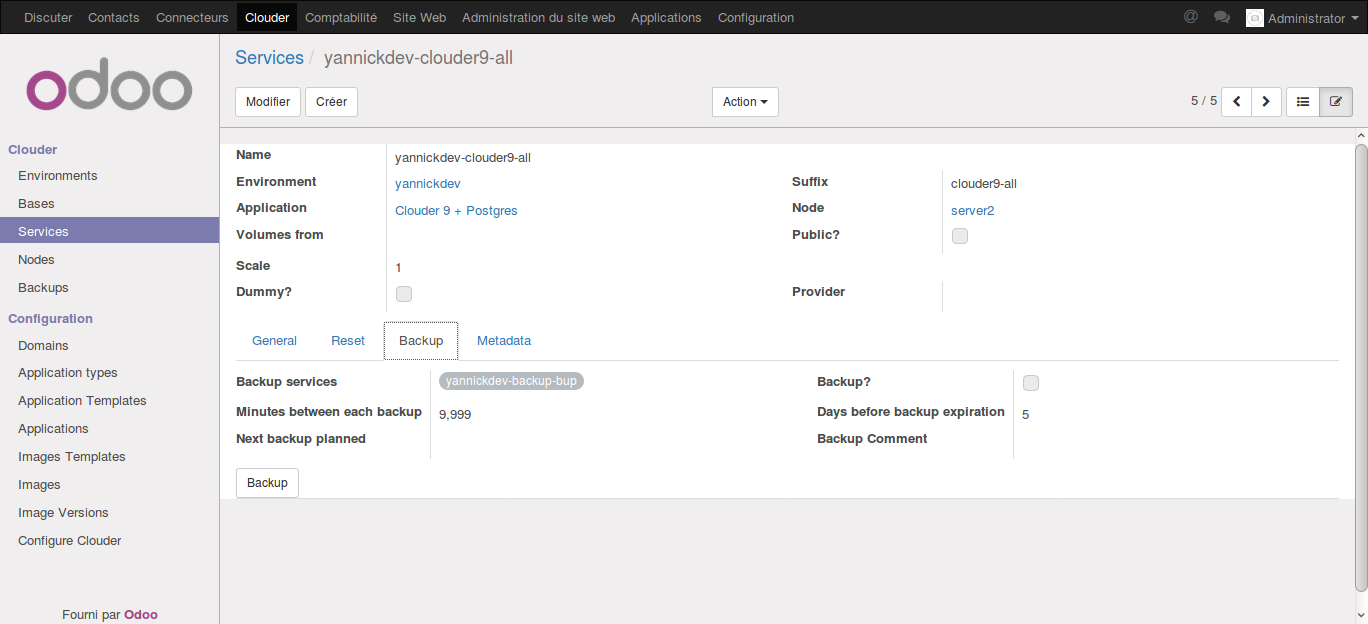 Discuter Contacts Connecteurs Clouder Comptabilité Site Web Administration du site web Applications Configuration @ Administrator
odoo
Services / yannickdev-clouder9-all
Modifier Créer Action 5 / 5
Clouder
Environments
Bases
Services
Nodes
Backups
Configuration
Domains
Application types
Application Templates
Applications
Images Templates
Images
Image Versions
Configure Clouder
Fourni par Odoo
Name yannickdev-clouder9-all
Environment yannickdev Suffix clouder9-all
Application Clouder 9 + Postgres Node server2
Volumes from Public?
Scale 1
Dummy? Provider
General Reset Backup Metadata
Backup services yannickdev-backup-bup Backup?
Minutes between each backup 9,999 Days before backup expiration 5
Next backup planned Backup Comment
Backup